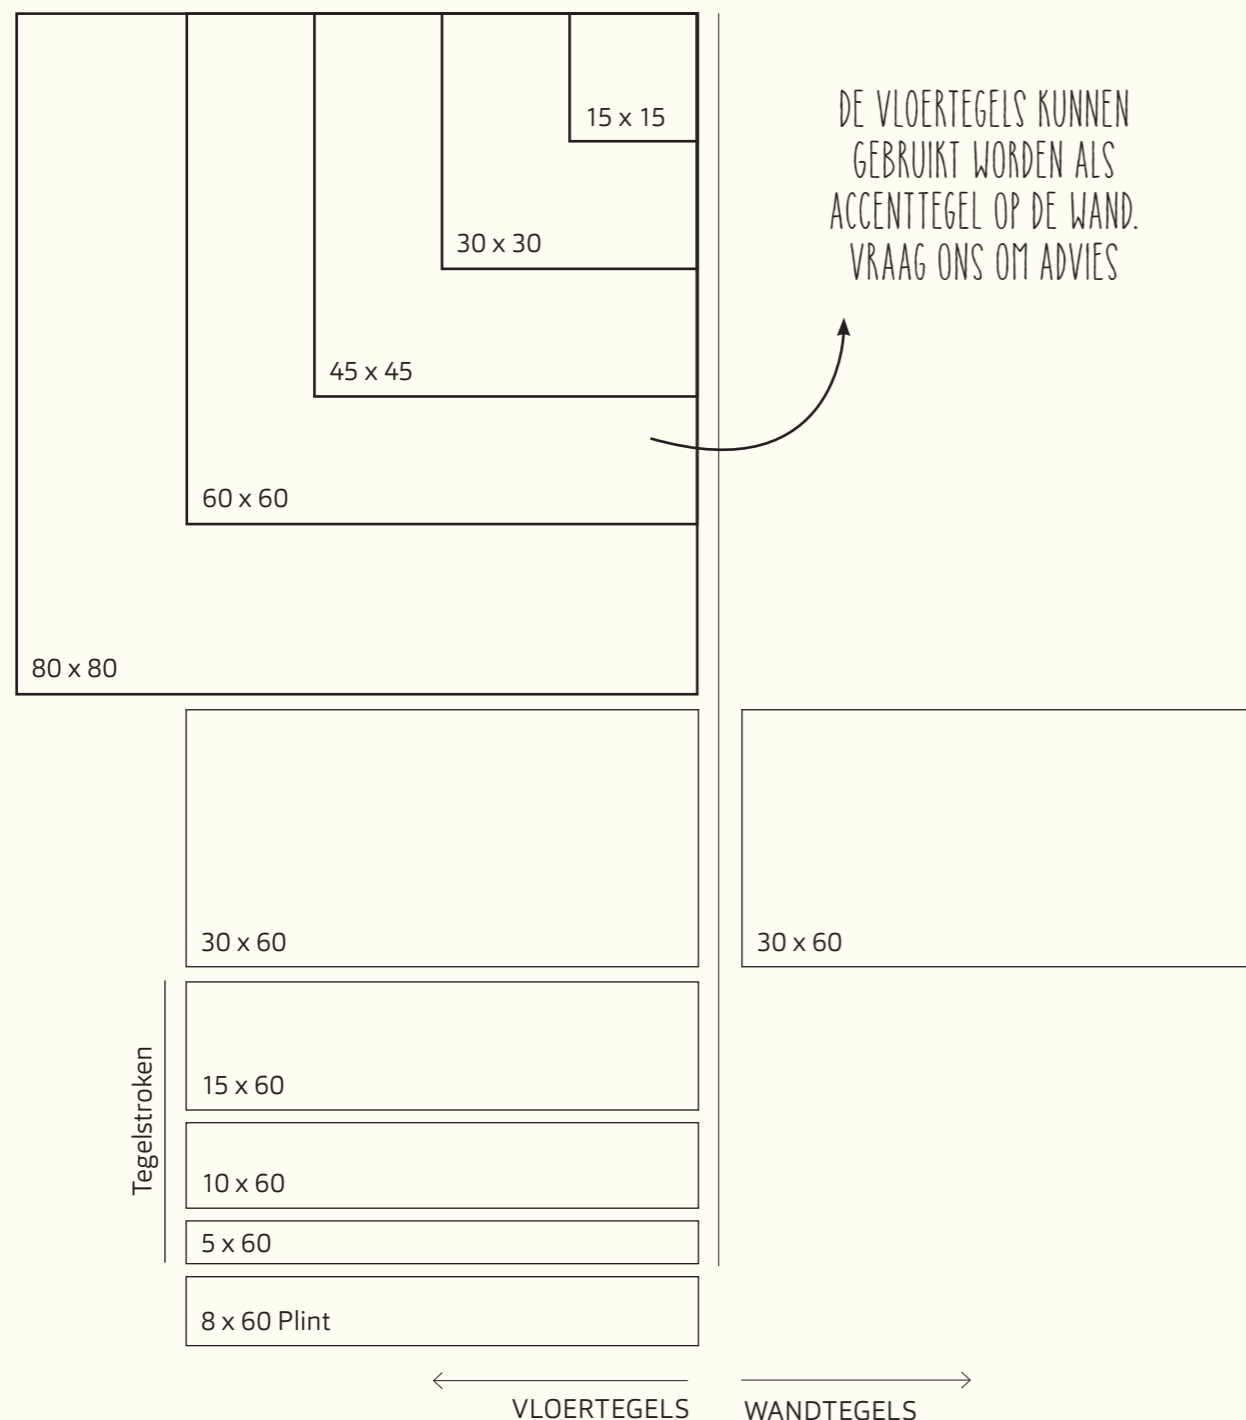 15 x 15
30 x 30
45 x 45
60 x 60
80 x 80
DE VLOERTEGELS KUNNEN
GEBRUIKT WORDEN ALS
ACCENTTEGEL OP DE WAND.
VRAAG ONS OM ADVIES
30 x 60
30 x 60
Tegelstroken
15 x 60
10 x 60
5 x 60
8 x 60 Plint
VLOERTEGELS
WANDTEGELS